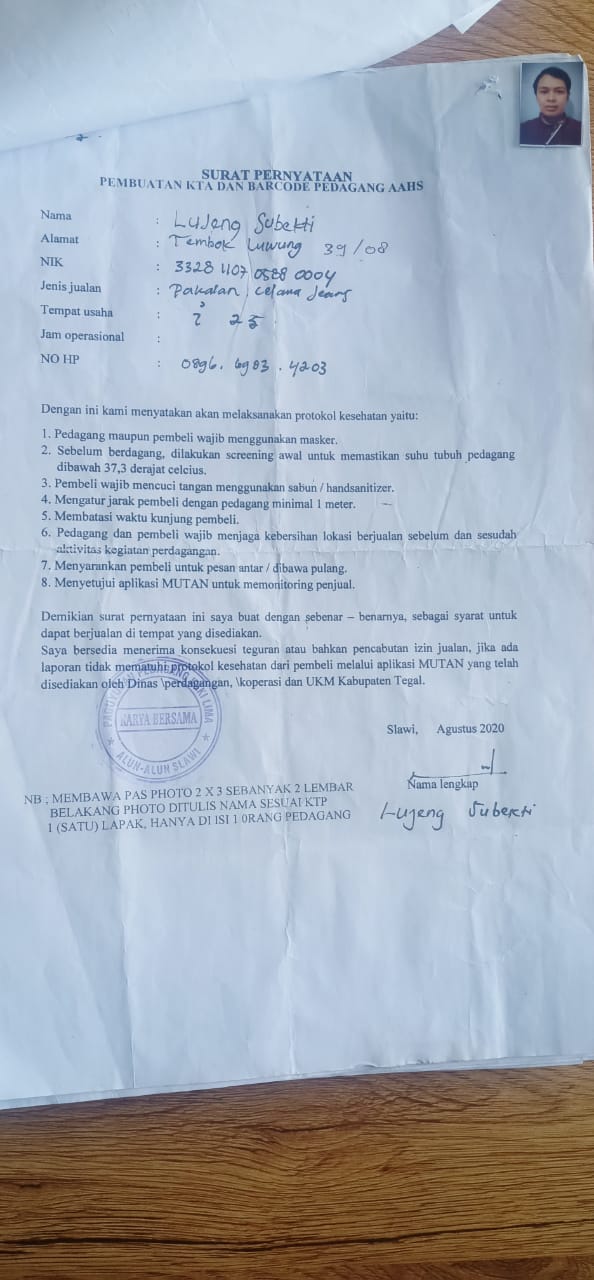 SURAT PERNYATAAN
PEMBUATAN KTA DAN BARCODE PEDAGANG AAHS
Nama : Lujeng Subekti
Alamat : Tembok Luwung 39/08
NIK : 3328 1107 0588 0004
Jenis jualan : Pakaian, celana Jeans
Tempat usaha : 23
Jam operasional :
NO HP : 0896. 6983 . 4203
Dengan ini kami menyatakan akan melaksanakan protokol kesehatan yaitu:
1. Pedagang maupun pembeli wajib menggunakan masker.
2. Sebelum berdagang, dilakukan screening awal untuk memastikan suhu tubuh pedagang
dibawah 37,3 derajat celcius.
3. Pembeli wajib mencuci tangan menggunakan sabun / handsanitizer.
4. Mengatur jarak pembeli dengan pedagang minimal 1 meter.
5. Membatasi waktu kunjung pembeli.
6. Pedagang dan pembeli wajib menjaga kebersihan lokasi berjualan sebelum dan sesudah
aktivitas kegiatan perdagangan.
7. Menyarankan pembeli untuk pesan antar / dibawa pulang.
8. Menyetujui aplikasi MUTAN untuk memonitoring penjual.
Demikian surat pernyataan ini saya buat dengan sebenar – benarnya, sebagai syarat untuk
dapat berjualan di tempat yang disediakan.
Saya bersedia menerima konsekuesi teguran atau bahkan pencabutan izin jualan, jika ada
laporan tidak mematuhi protokol kesehatan dari pembeli melalui aplikasi MUTAN yang telah
disediakan oleh Dinas \perdagangan, \koperasi dan UKM Kabupaten Tegal.
KARYA BERSAMA
ALUN-ALUN SLAWI
Slawi, Agustus 2020
Nama lengkap
Lujeng Subekti
NB ; MEMBAWA PAS PHOTO 2 X 3 SEBANYAK 2 LEMBAR
BELAKANG PHOTO DITULIS NAMA SESUAI KTP
1 (SATU) LAPAK, HANYA DI ISI 1 0RANG PEDAGANG